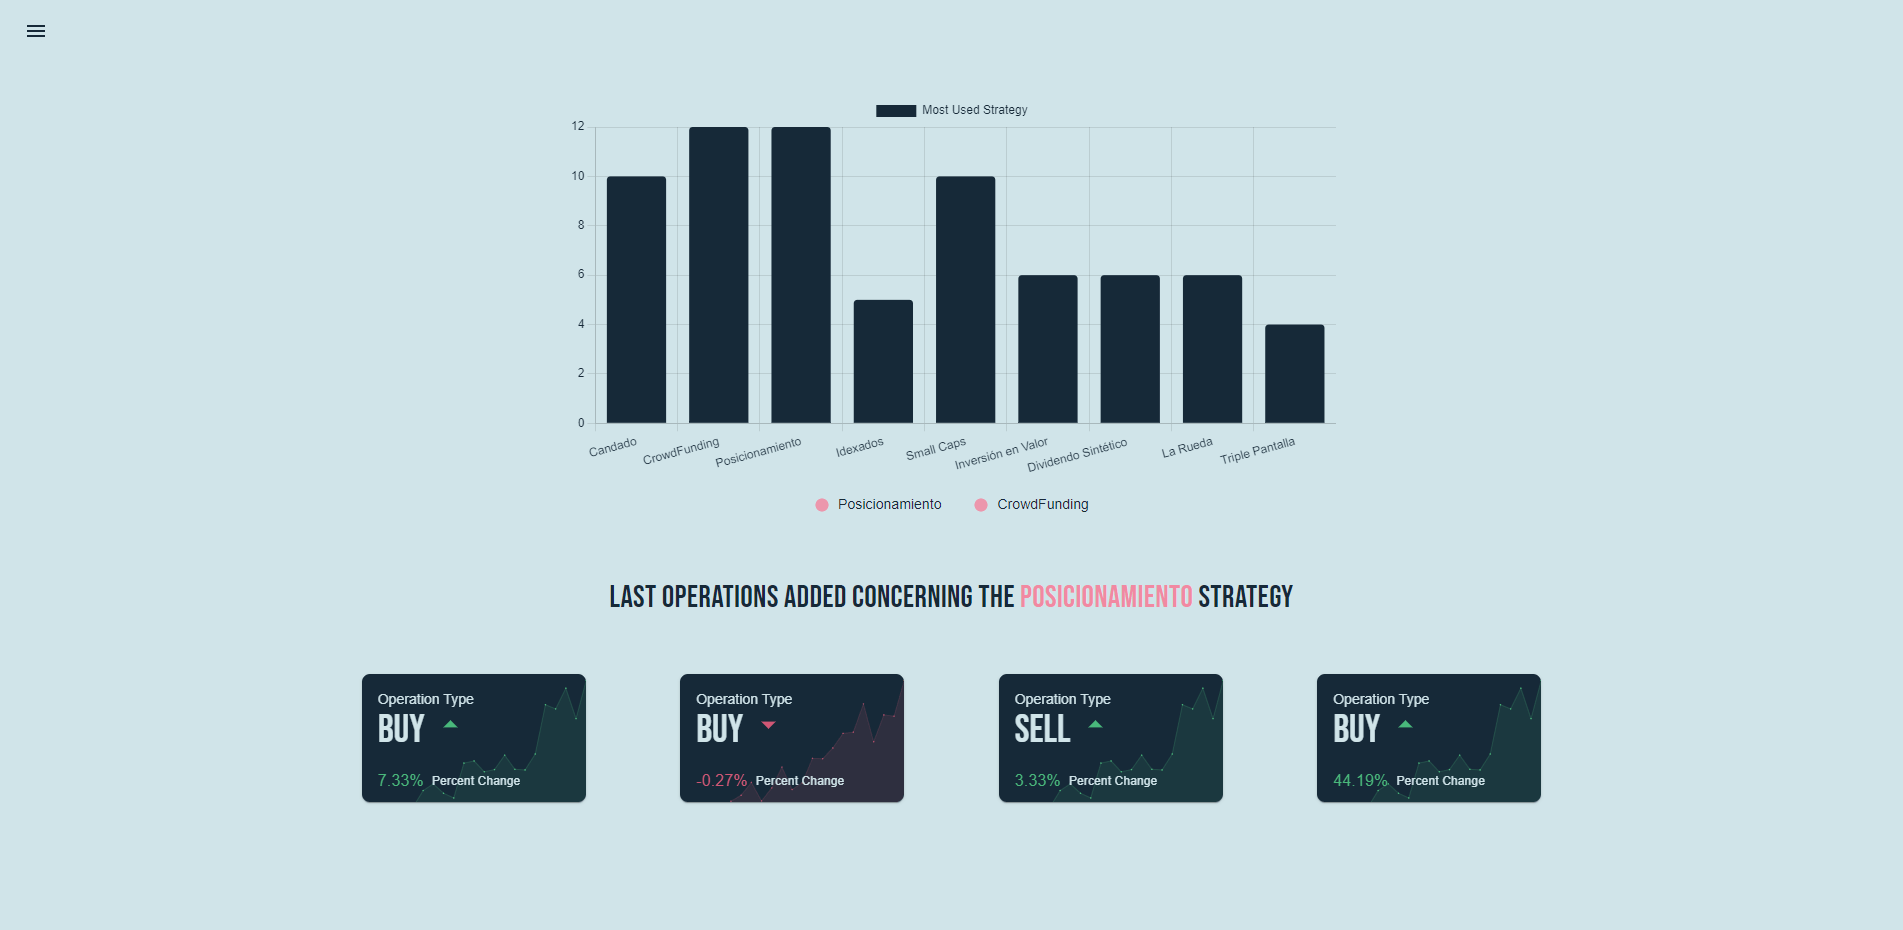 Most Used Strategy
12
10
8
6
4
2
0
Candado
CrowdFunding
Posicionamiento
Idexados
Small Caps
Inversión en Valor
Dividendo Sintético
La Rueda
Triple Pantalla
Posicionamiento CrowdFunding
LAST OPERATIONS ADDED CONCERNING THE POSICIONAMIENTO STRATEGY
Operation Type
BUY
7.33% Percent Change
Operation Type
BUY
-0.27% Percent Change
Operation Type
SELL
3.33% Percent Change
Operation Type
BUY
44.19% Percent Change